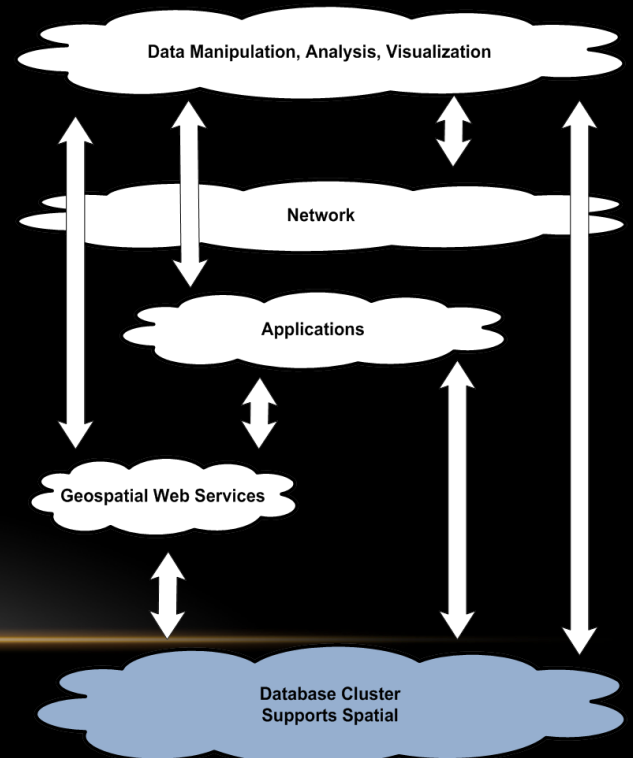 Data Manipulation, Analysis, Visualization
Network
Applications
Geospatial Web Services
Database Cluster
Supports Spatial